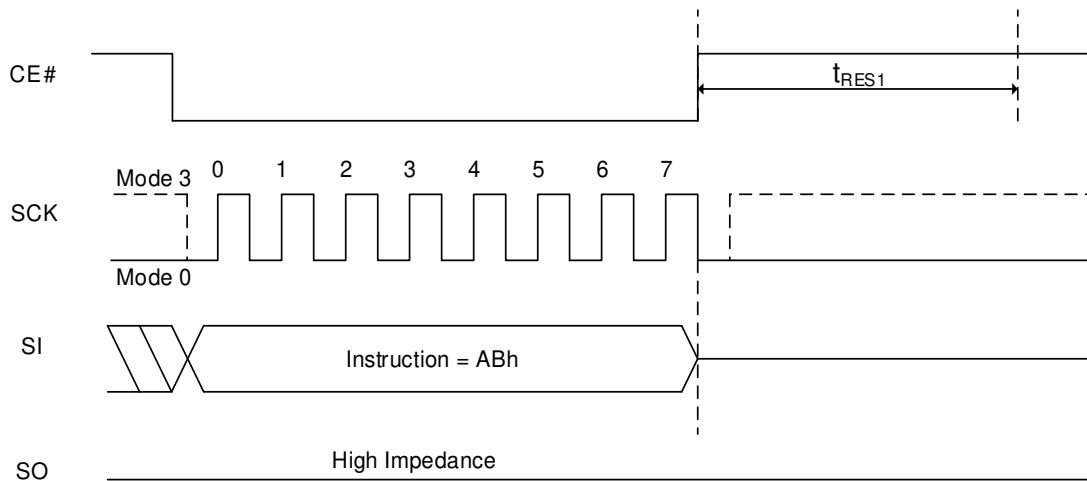 CE#
tRES1
0 1 2 3 4 5 6 7
Mode 3
SCK
Mode 0
SI
Instruction = ABh
High Impedance
SO